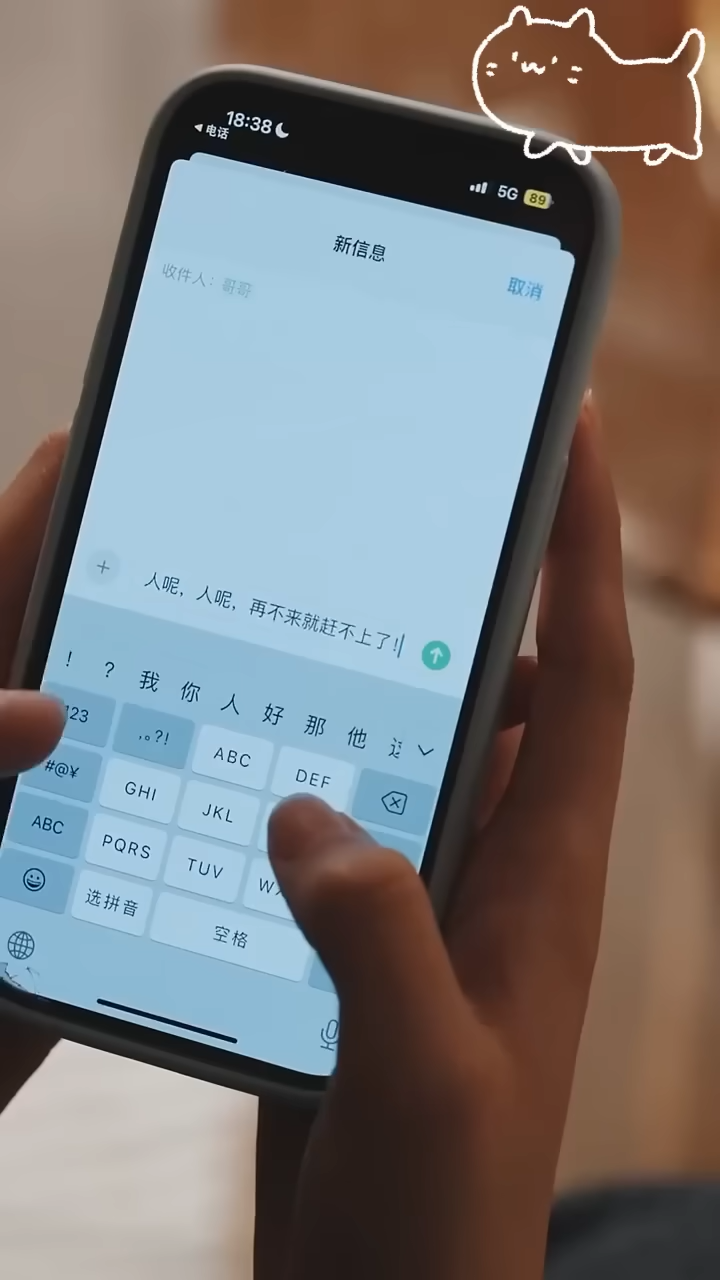 18:38
电话
5G 89
新信息
取消
收件人：哥哥
人呢，人呢，再不来就赶不上了!
！ ？ 我 你 人 好 那 他
123 ,。?! ABC DEF
#@¥ GHI JKL
ABC PQRS TUV
选拼音 空格